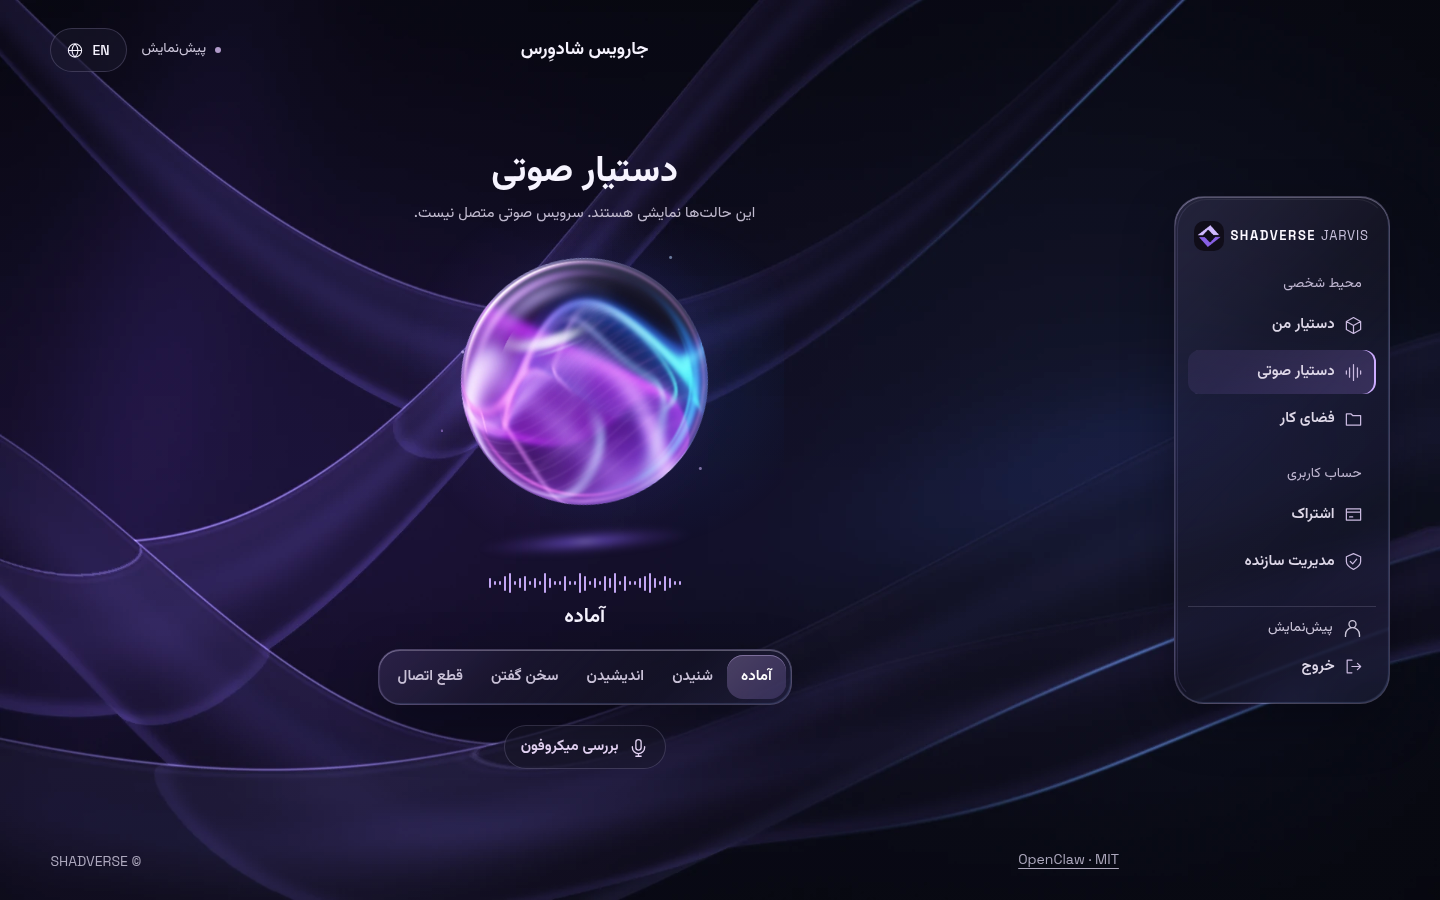 جارویس شادوِرس
پیش‌نمایش
EN
SHADVERSE JARVIS
محیط شخصی
دستیار من
دستیار صوتی
فضای کار
حساب کاربری
اشتراک
مدیریت سازنده
پیش‌نمایش
خروج
دستیار صوتی
این حالت‌ها نمایشی هستند. سرویس صوتی متصل نیست.
آماده
آماده
شنیدن
اندیشیدن
سخن گفتن
قطع اتصال
بررسی میکروفون
OpenClaw · MIT
SHADVERSE ©